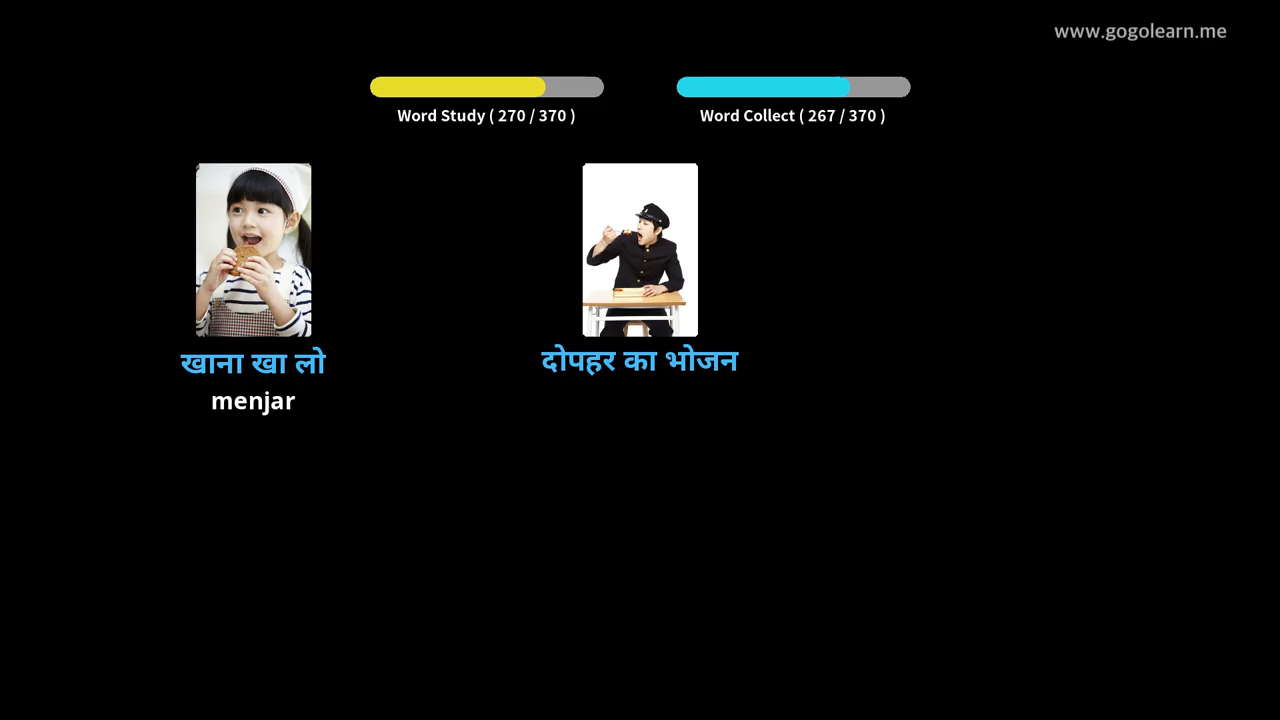 www.gogolearn.me
Word Study ( 270 / 370 )
Word Collect ( 267 / 370 )
खाना खा लो
menjar
दोपहर का भोजन